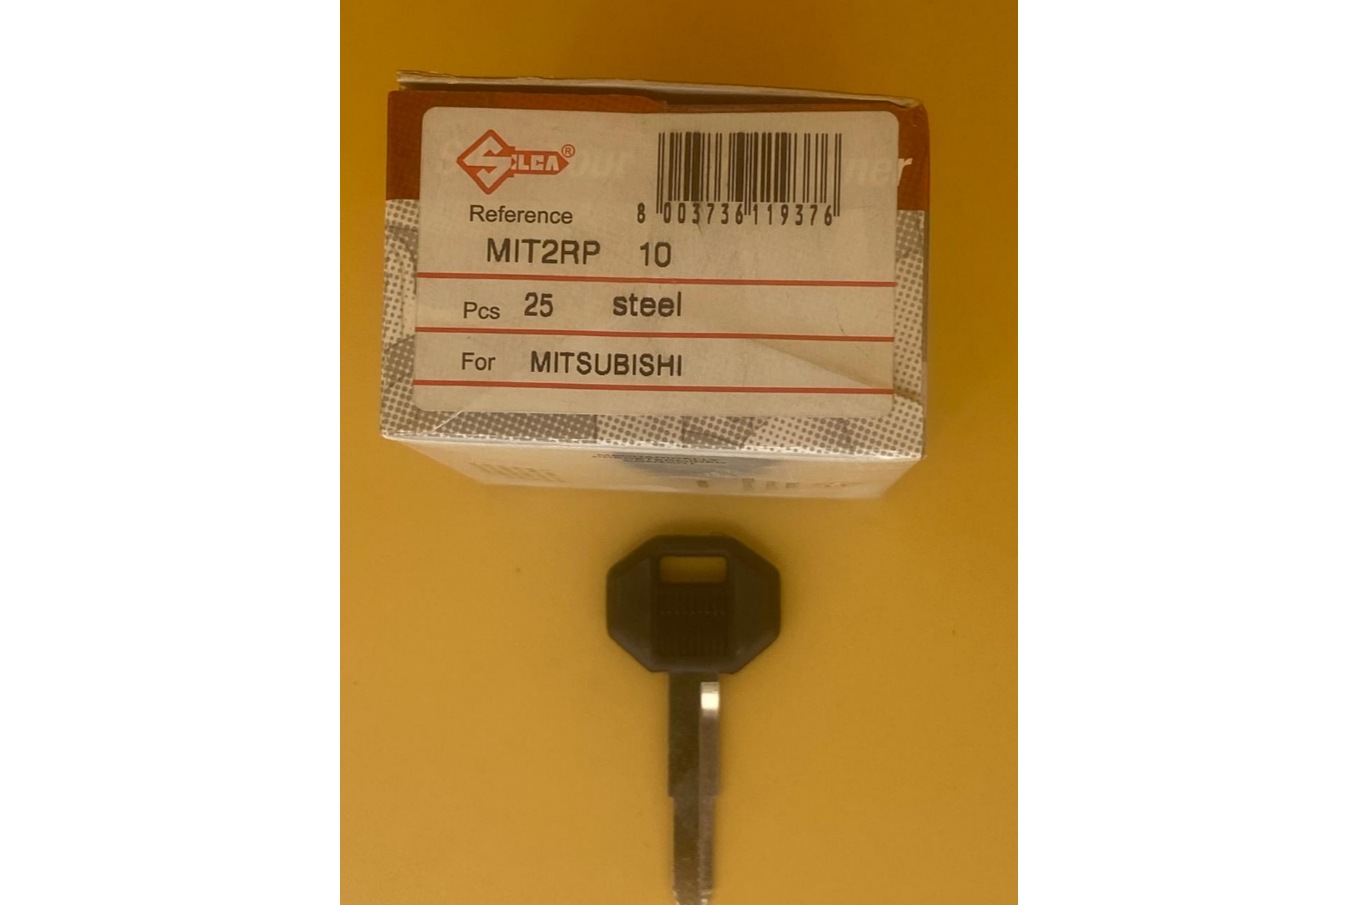 SILCA®
8 003736 119376
Reference
MIT2RP 10
Pcs 25 steel
For MITSUBISHI